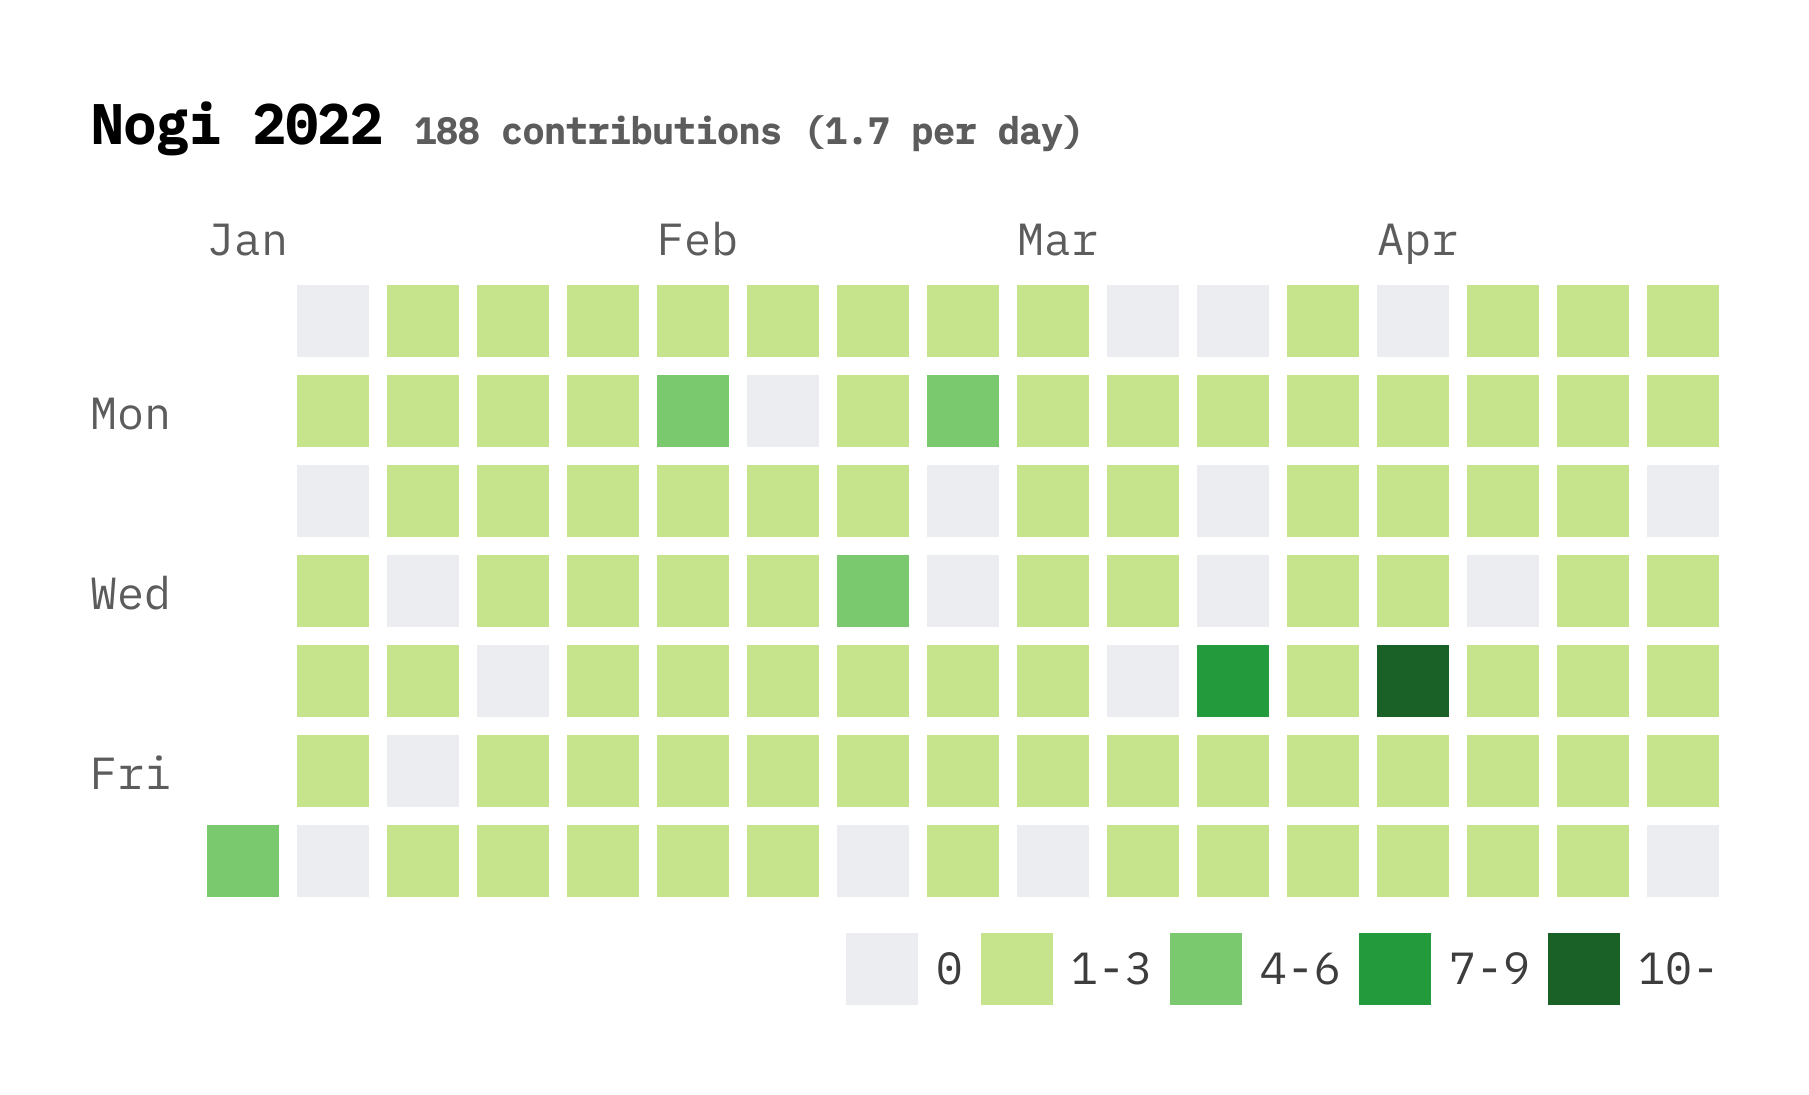 Nogi 2022 188 contributions (1.7 per day)
Jan Feb Mar Apr
Mon
Wed
Fri
0 1-3 4-6 7-9 10-